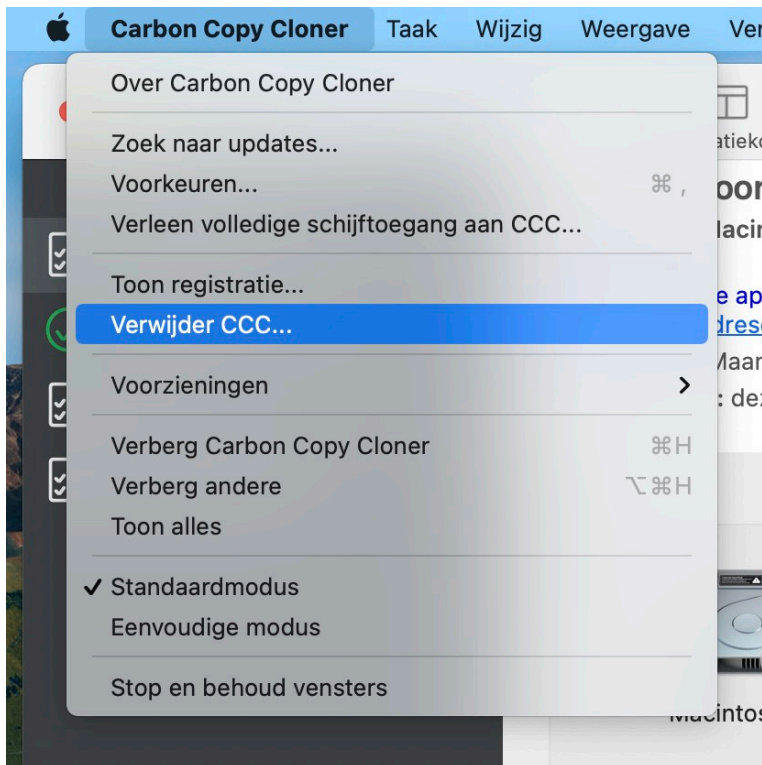 Carbon Copy Cloner Taak Wijzig Weergave
Over Carbon Copy Cloner
Zoek naar updates...
Voorkeuren... ⌘ ,
Verleen volledige schijftoegang aan CCC...
Toon registratie...
Verwijder CCC...
Voorzieningen
Verberg Carbon Copy Cloner ⌘H
Verberg andere ⌥⌘H
Toon alles
✓ Standaardmodus
Eenvoudige modus
Stop en behoud vensters